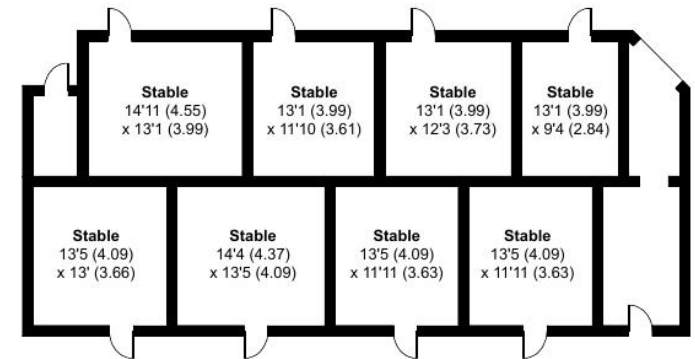 Stable
14'11 (4.55)
x 13'1 (3.99)
Stable
13'1 (3.99)
x 11'10 (3.61)
Stable
13'1 (3.99)
x 12'3 (3.73)
Stable
13'1 (3.99)
x 9'4 (2.84)
Stable
13'5 (4.09)
x 13' (3.66)
Stable
14'4 (4.37)
x 13'5 (4.09)
Stable
13'5 (4.09)
x 11'11 (3.63)
Stable
13'5 (4.09)
x 11'11 (3.63)